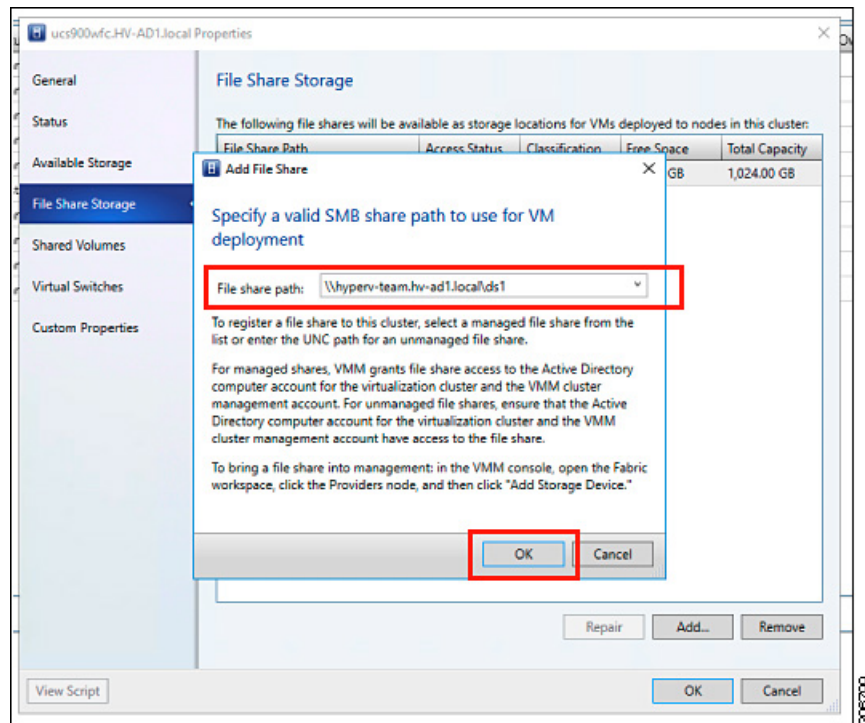 ucs900wfc.HV-AD1.local Properties
General
Status
Available Storage
File Share Storage
Shared Volumes
Virtual Switches
Custom Properties
File Share Storage
The following file shares will be available as storage locations for VMs deployed to nodes in this cluster:
File Share Path Access Status Classification Free Space Total Capacity
GB 1,024.00 GB
Add File Share
Specify a valid SMB share path to use for VM
deployment
File share path: \\hyperv-team.hv-ad1.local\ds1
To register a file share to this cluster, select a managed file share from the
list or enter the UNC path for an unmanaged file share.
For managed shares, VMM grants file share access to the Active Directory
computer account for the virtualization cluster and the VMM cluster
management account. For unmanaged file shares, ensure that the Active
Directory computer account for the virtualization cluster and the VMM
cluster management account have access to the file share.
To bring a file share into management: in the VMM console, open the Fabric
workspace, click the Providers node, and then click "Add Storage Device."
OK Cancel
Repair Add... Remove
View Script OK Cancel